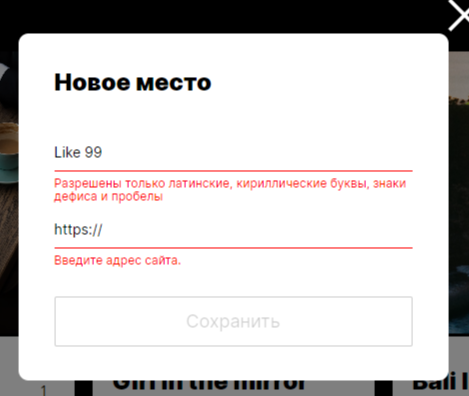 Новое место
Like 99
Разрешены только латинские, кириллические буквы, знаки
дефиса и пробелы
https://
Введите адрес сайта.
Сохранить
1
Girl in the mirror
Bali l